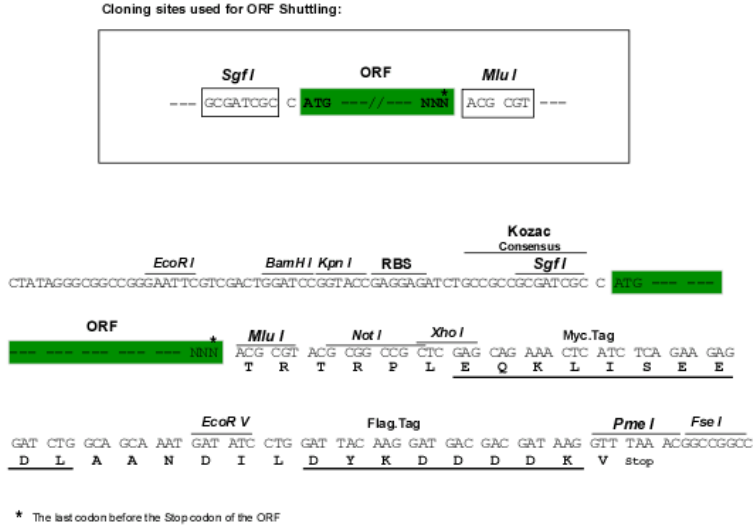 Cloning sites used for ORF Shuttling:
Sgf I ORF Mlu I
*
--- GCGATCGC C ATG ---//--- NNN ACG CGT ---
Kozac
Consensus
EcoR I BamH I Kpn I RBS Sgf I
CTATAGGGCGGCCGGGAATTCGTCGACTGGATCCGGTACCGAGGAGATCTGCCGCCGCGATCGC C ATG --- ---
ORF
* Mlu I Not I Xho I Myc.Tag
--- --- --- --- --- --- NNN ACG CGT ACG CGG CCG CTC GAG CAG AAA CTC ATC TCA GAA GAG
T R T R P L E Q K L I S E E
EcoR V Flag.Tag Pme I Fse I
GAT CTG GCA GCA AAT GAT ATC CTG GAT TAC AAG GAT GAC GAC GAT AAG GTT TAA ACGGCCGGCC
D L A A N D I L D Y K D D D D K V Stop
* The last codon before the Stop codon of the ORF